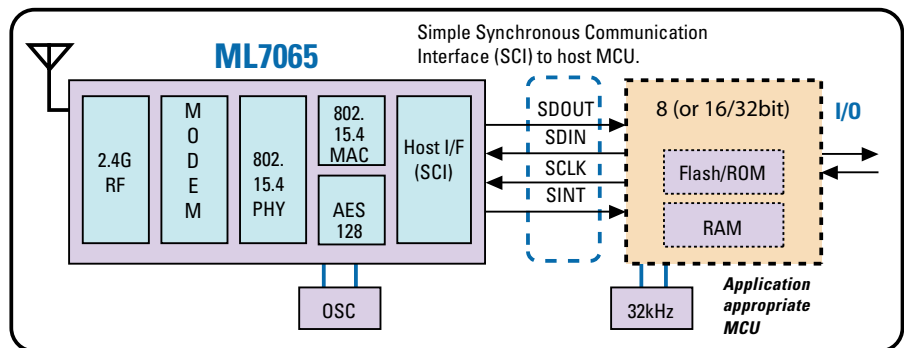 Simple Synchronous Communication
Interface (SCI) to host MCU.
ML7065
2.4G
RF
M
O
D
E
M
802.
15.4
PHY
802.
15.4
MAC
AES
128
Host I/F
(SCI)
SDOUT
SDIN
SCLK
SINT
8 (or 16/32bit)
Flash/ROM
RAM
I/O
OSC
32kHz
Application
appropriate
MCU